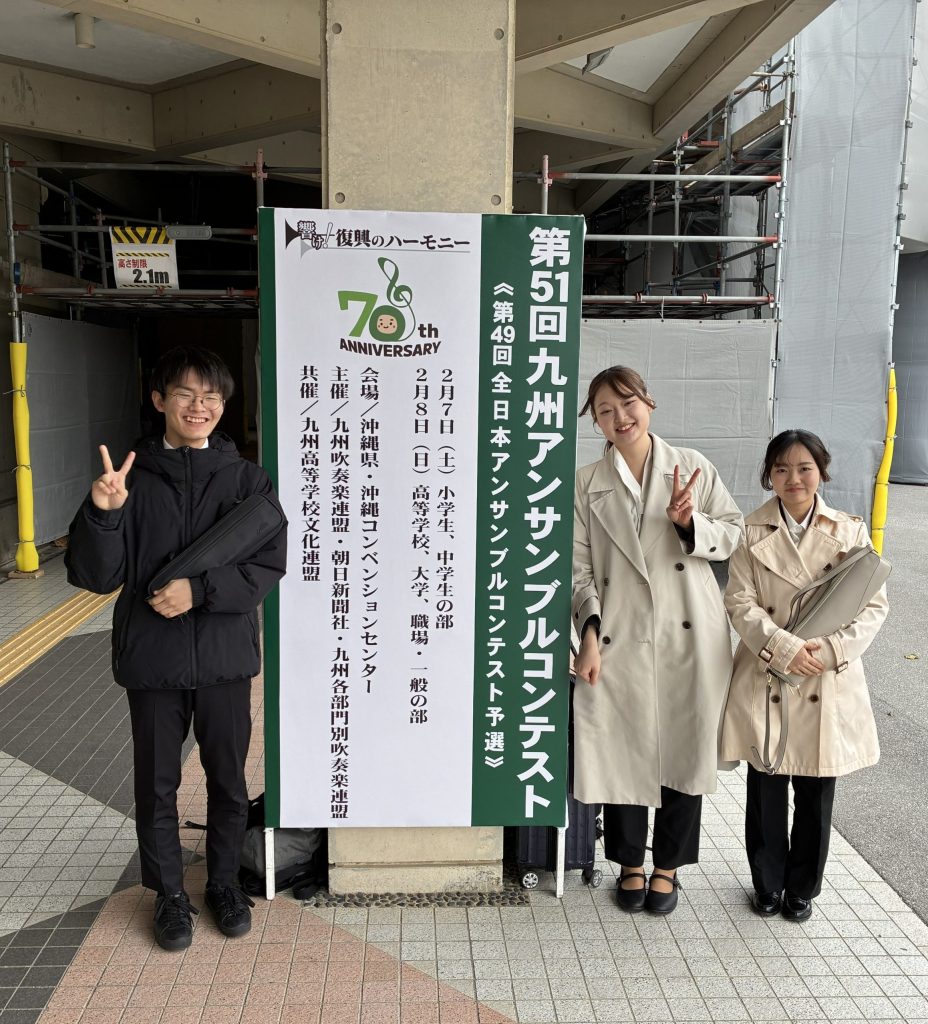 第51回 九州アンサンブルコンテスト
《第49回 全日本アンサンブルコンテスト予選》
響け!復興のハーモニー
70th
ANNIVERSARY
2月7日（土）小学生、中学生の部
2月8日（日）高等学校、大学、職場・一般の部
会場／沖縄県・沖縄コンベンションセンター
主催／九州吹奏楽連盟・朝日新聞社・九州各部門別吹奏楽連盟
共催／九州高等学校文化連盟
高さ制限
2.1m